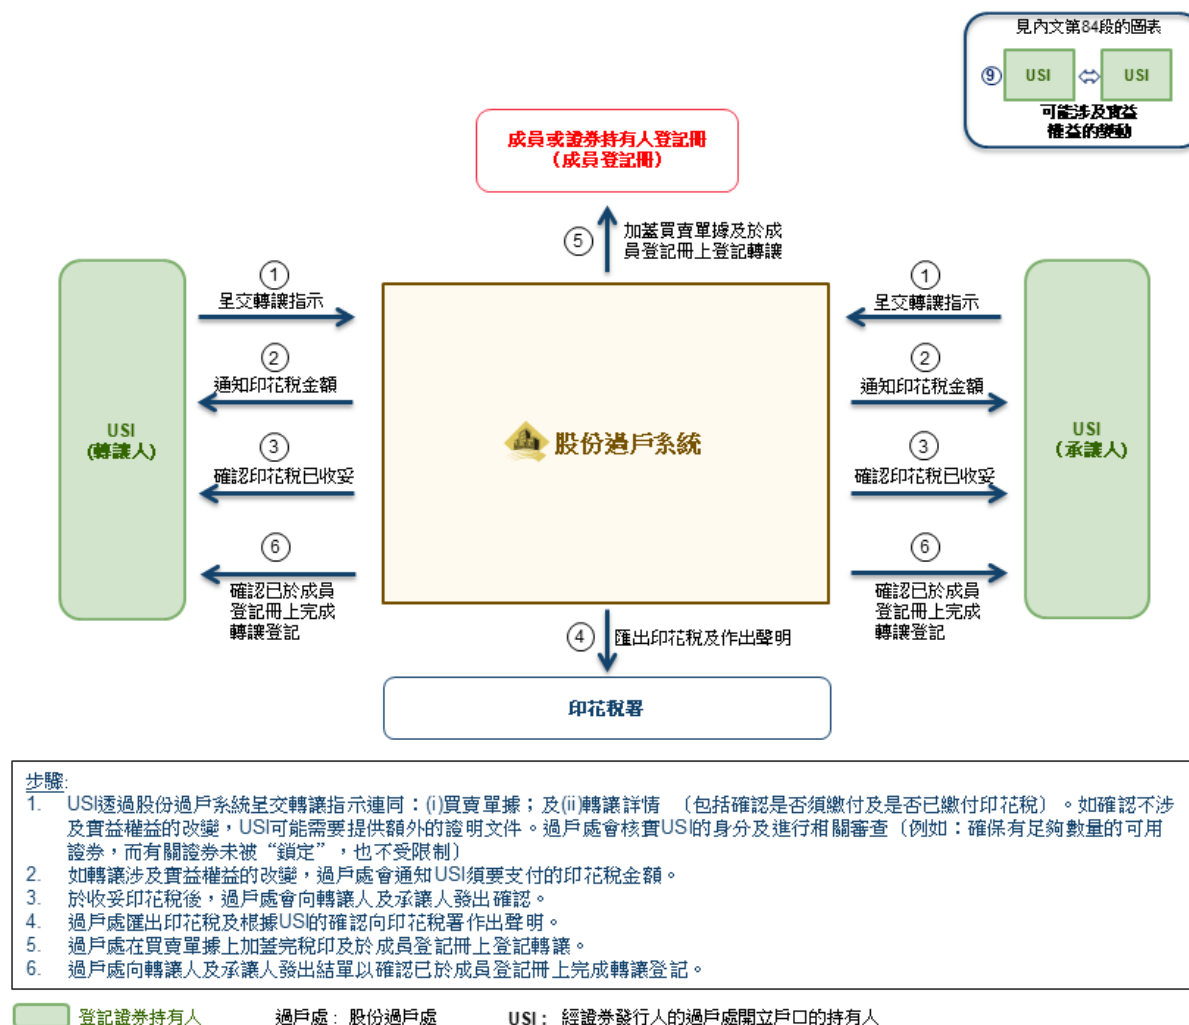 見內文第84段的圖表
⑨ USI ⇔ USI
可能涉及實益
權益的變動
成員或證券持有人登記冊
（成員登記冊）
⑤
加蓋買賣單據及於成
員登記冊上登記轉讓
USI
(轉讓人)
①
呈交轉讓指示
②
通知印花稅金額
③
確認印花稅已收妥
⑥
確認已於成員
登記冊上完成
轉讓登記
股份過戶系統
①
呈交轉讓指示
②
通知印花稅金額
③
確認印花稅已收妥
⑥
確認已於成員
登記冊上完成
轉讓登記
USI
（承讓人)
④ 匯出印花稅及作出聲明
印花稅署
步驟:
1. USI透過股份過戶系統呈交轉讓指示連同：(i)買賣單據；及(ii)轉讓詳情 （包括確認是否須繳付及是否已繳付印花稅）。如確認不涉
及實益權益的改變，USI可能需要提供額外的證明文件。過戶處會核實USI的身分及進行相關審查（例如：確保有足夠數量的可用
證券，而有關證券未被“鎖定”，也不受限制）
2. 如轉讓涉及實益權益的改變，過戶處會通知USI須要支付的印花稅金額。
3. 於收妥印花稅後，過戶處會向轉讓人及承讓人發出確認。
4. 過戶處匯出印花稅及根據USI的確認向印花稅署作出聲明。
5. 過戶處在買賣單據上加蓋完稅印及於成員登記冊上登記轉讓。
6. 過戶處向轉讓人及承讓人發出結單以確認已於成員登記冊上完成轉讓登記。
登記證券持有人 過戶處：股份過戶處 USI： 經證券發行人的過戶處開立戶口的持有人